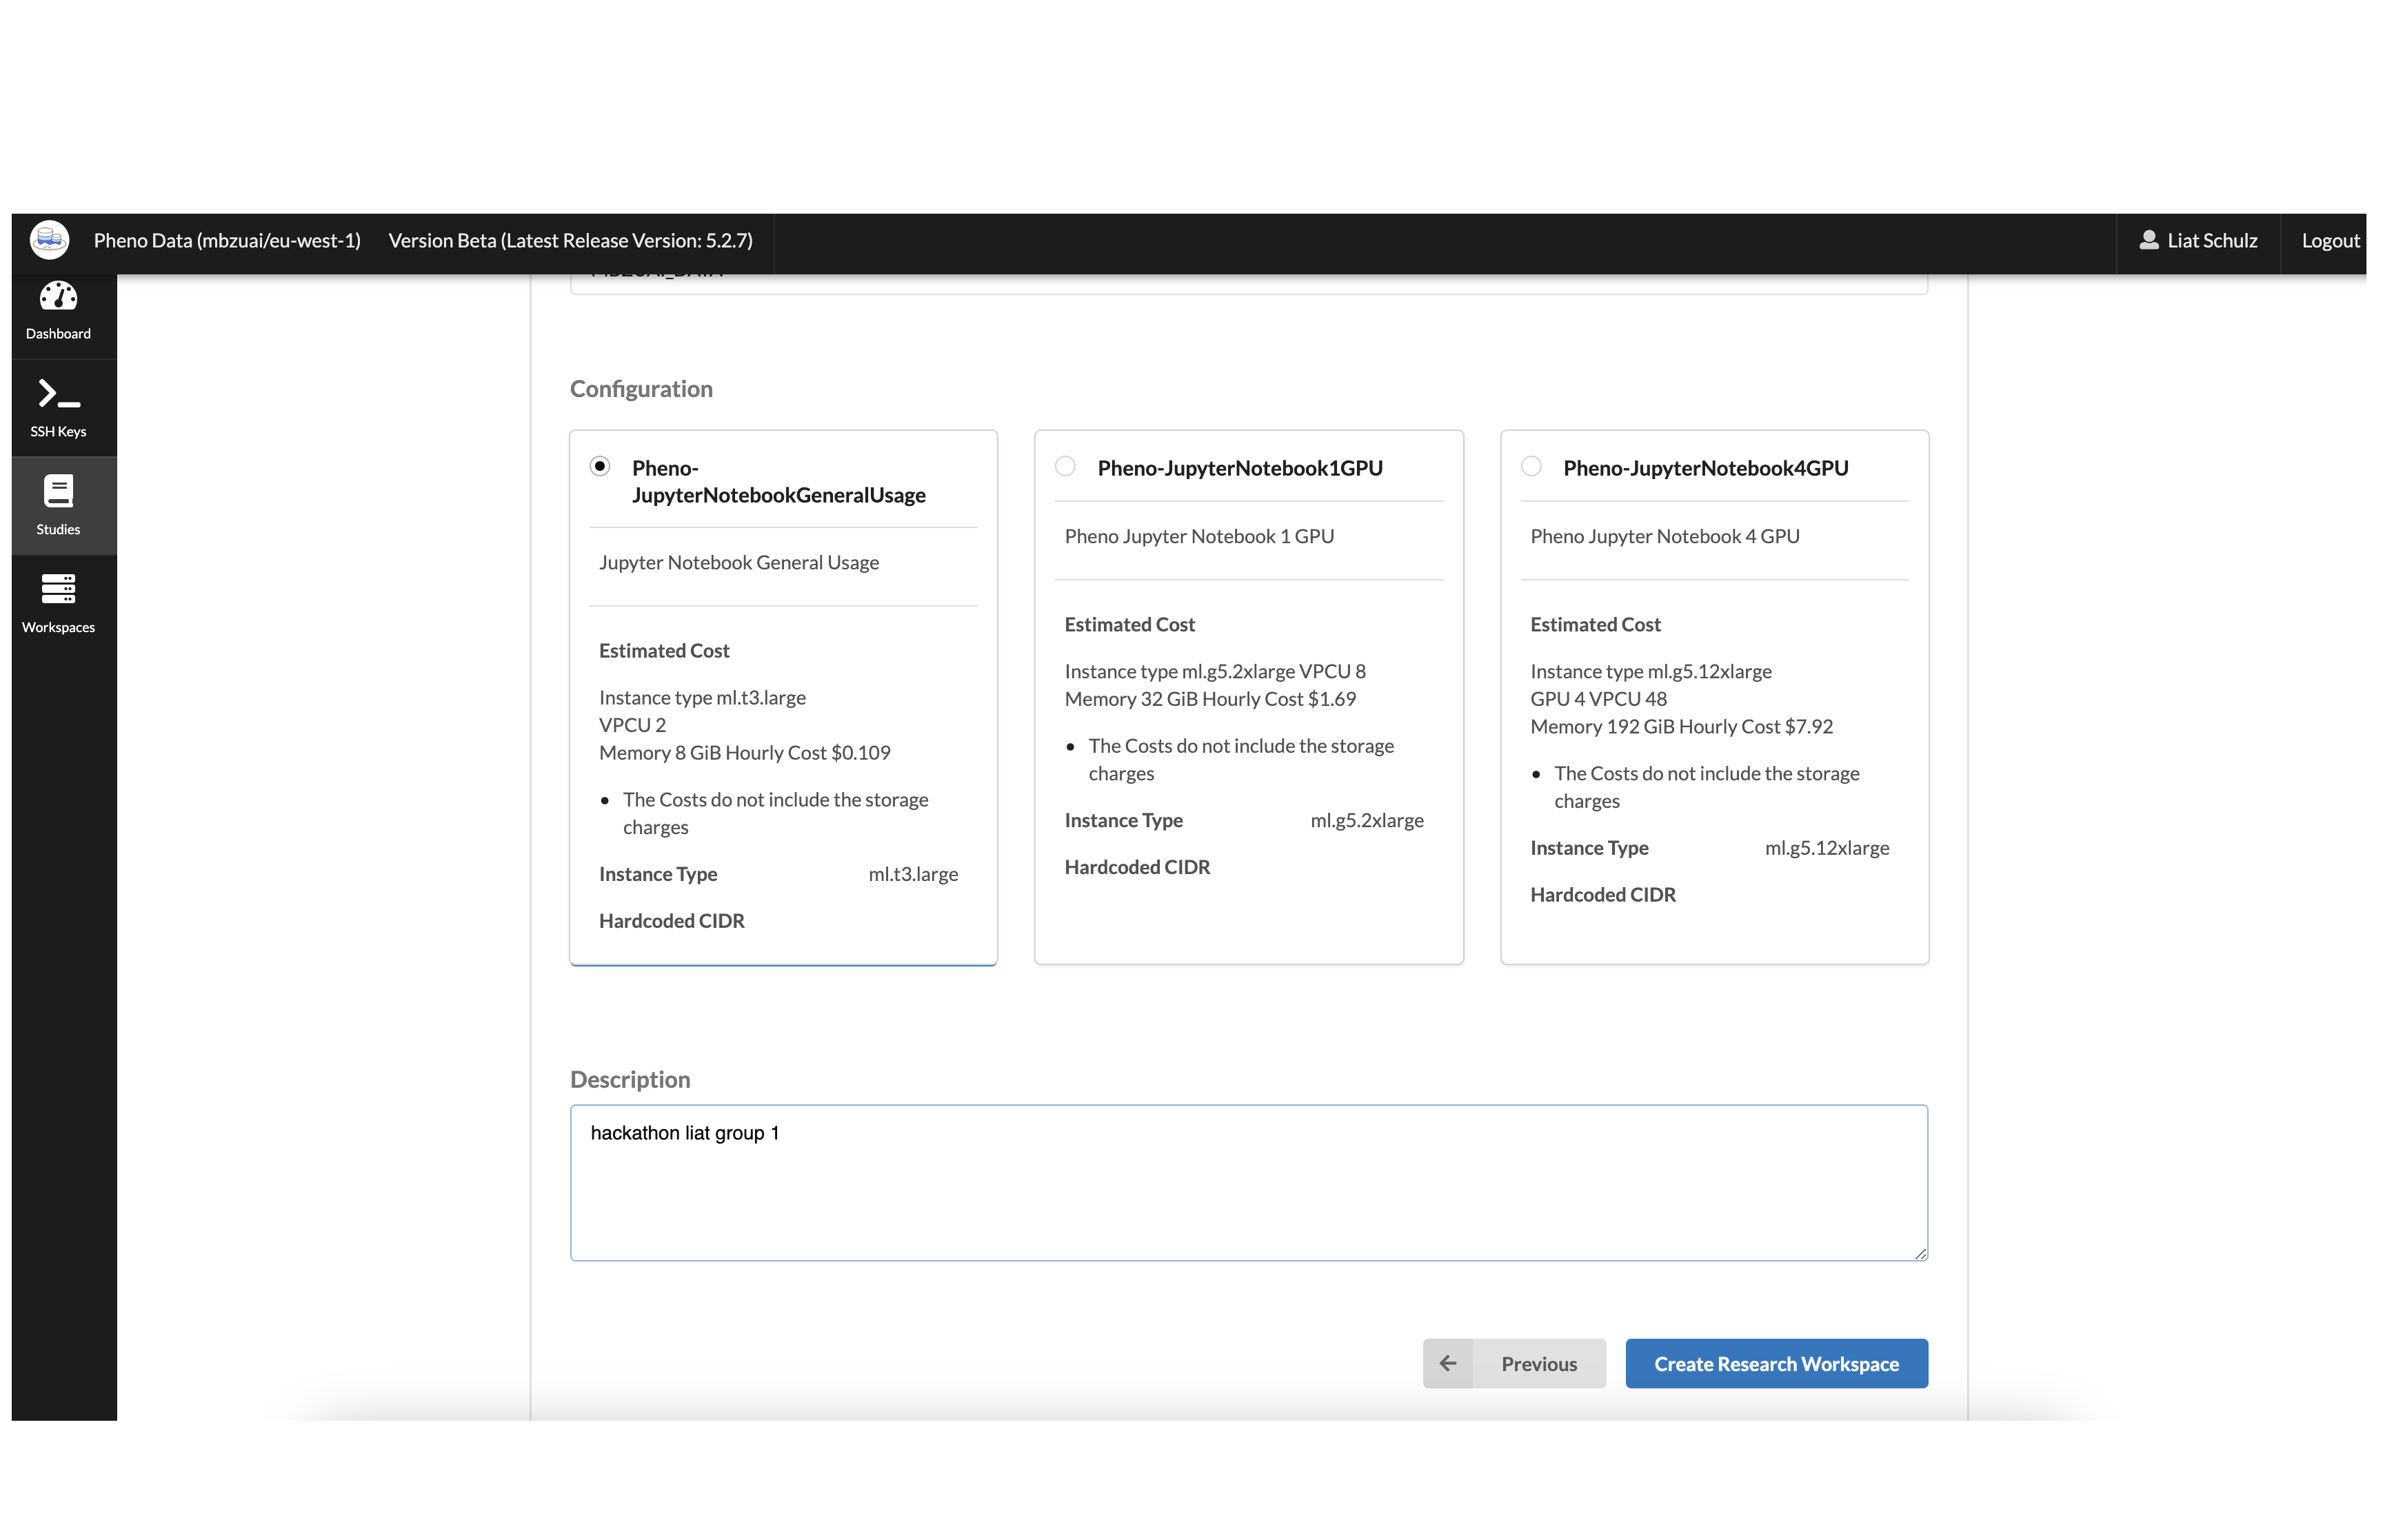 Pheno Data (mbzuai/eu-west-1) Version Beta (Latest Release Version: 5.2.7) Liat Schulz Logout
Dashboard
SSH Keys
Studies
Workspaces
Configuration
Pheno-
JupyterNotebookGeneralUsage
Jupyter Notebook General Usage
Estimated Cost
Instance type ml.t3.large
VPCU 2
Memory 8 GiB Hourly Cost $0.109
• The Costs do not include the storage
charges
Instance Type ml.t3.large
Hardcoded CIDR
Pheno-JupyterNotebook1GPU
Pheno Jupyter Notebook 1 GPU
Estimated Cost
Instance type ml.g5.2xlarge VPCU 8
Memory 32 GiB Hourly Cost $1.69
• The Costs do not include the storage
charges
Instance Type ml.g5.2xlarge
Hardcoded CIDR
Pheno-JupyterNotebook4GPU
Pheno Jupyter Notebook 4 GPU
Estimated Cost
Instance type ml.g5.12xlarge
GPU 4 VPCU 48
Memory 192 GiB Hourly Cost $7.92
• The Costs do not include the storage
charges
Instance Type ml.g5.12xlarge
Hardcoded CIDR
Description
hackathon liat group 1
Previous
Create Research Workspace